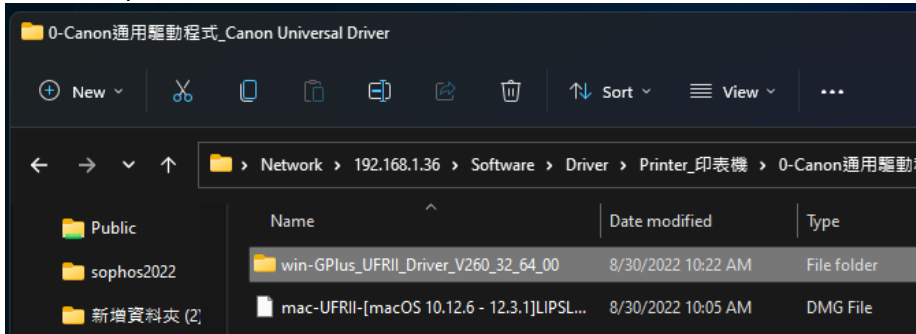 0-Canon通用驅動程式_Canon Universal Driver
New Sort View ...
Network > 192.168.1.36 > Software > Driver > Printer_印表機 > 0-Canon通用驅動
Name Date modified Type
Public
win-GPlus_UFRII_Driver_V260_32_64_00 8/30/2022 10:22 AM File folder
sophos2022
mac-UFRII-[macOS 10.12.6 - 12.3.1]LIPSL... 8/30/2022 10:05 AM DMG File
新增資料夾 (2)